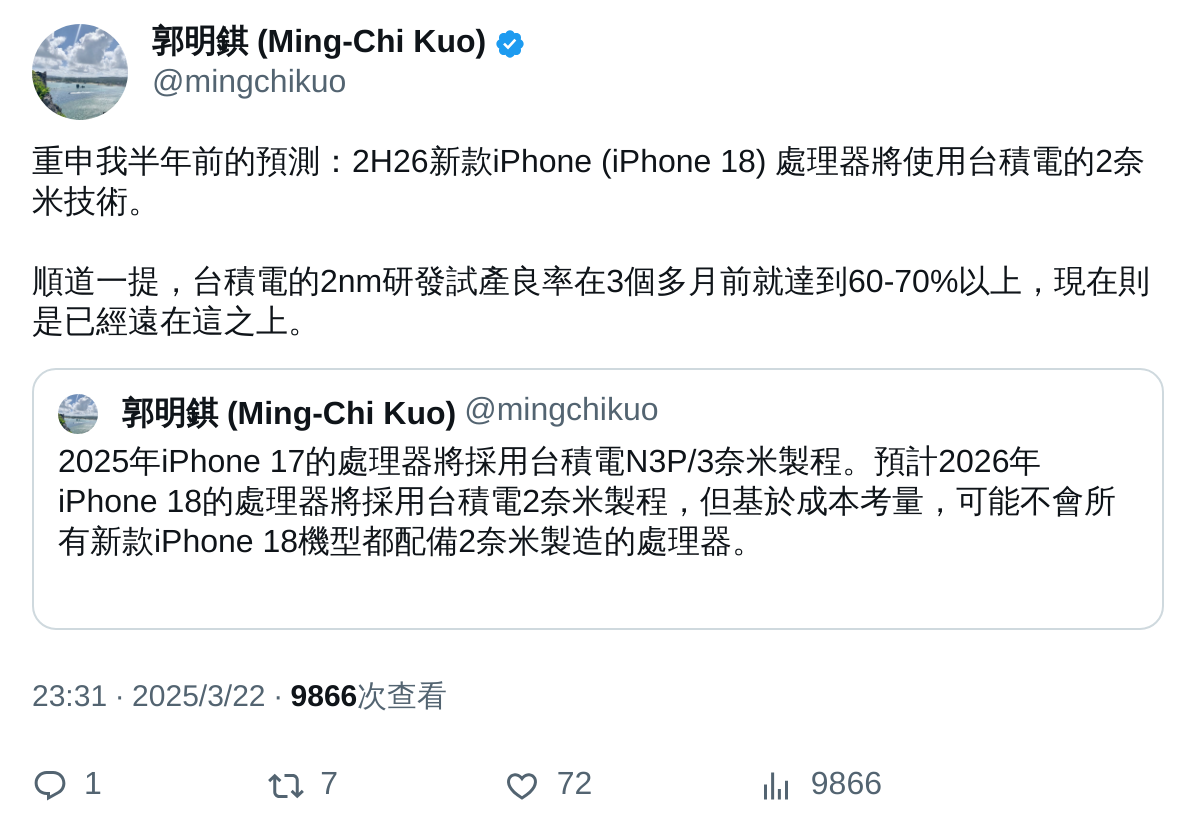 郭明錤 (Ming-Chi Kuo)
@mingchikuo
重申我半年前的預測：2H26新款iPhone (iPhone 18) 處理器將使用台積電的2奈
米技術。
順道一提，台積電的2nm研發試產良率在3個多月前就達到60-70%以上，現在則
是已經遠在這之上。
郭明錤 (Ming-Chi Kuo) @mingchikuo
2025年iPhone 17的處理器將採用台積電N3P/3奈米製程。預計2026年
iPhone 18的處理器將採用台積電2奈米製程，但基於成本考量，可能不會所
有新款iPhone 18機型都配備2奈米製造的處理器。
23:31 · 2025/3/22 · 9866次查看
1 7 72 9866